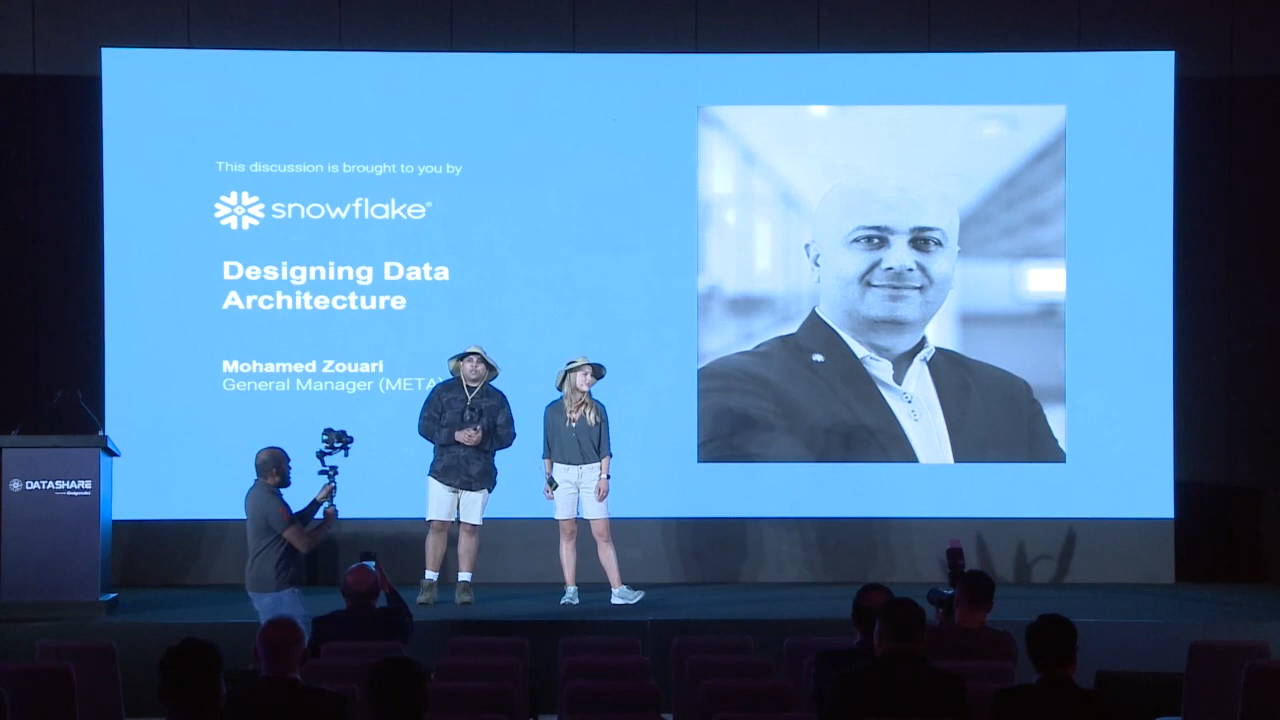 This discussion is brought to you by
snowflake®
Designing Data
Architecture
Mohamed Zouari
General Manager (META)
DATASHARE